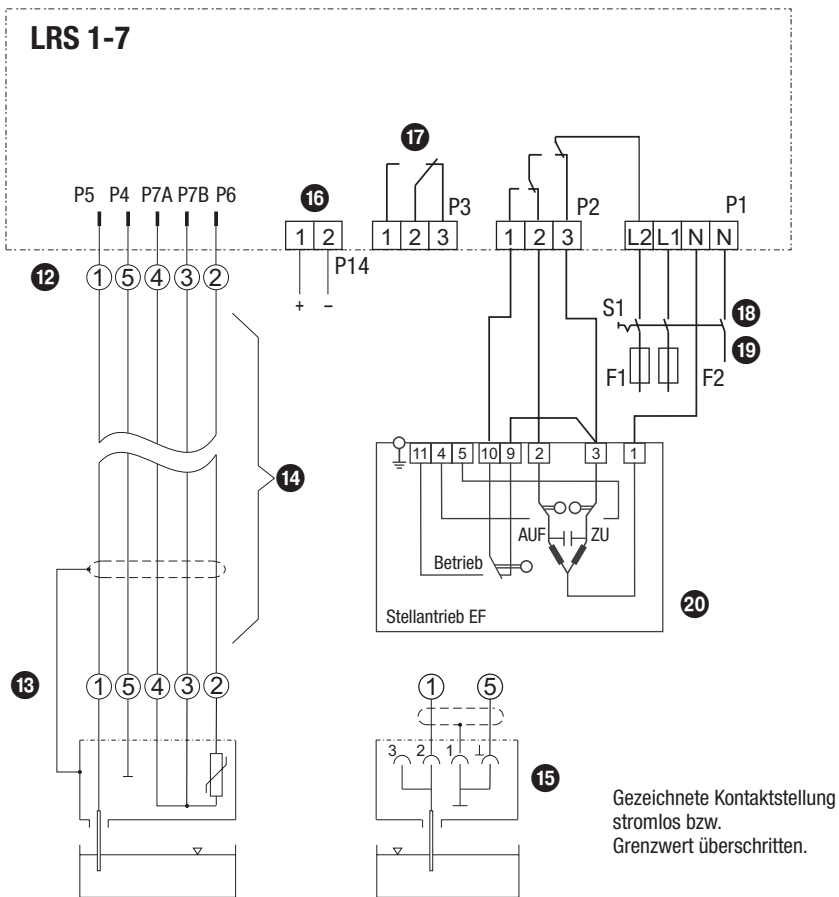 LRS 1-7
17
P5 P4 P7A P7B P6
16
P3
P2
P1
1 2
1 2 3
1 2 3
L2 L1 N N
P14
12
1 5 4 3 2
+ −
S1
18
19
F1
F2
14
11 4 5 10 9 2 3 1
AUF
ZU
Betrieb
20
Stellantrieb EF
13
1 5 4 3 2
1 5
3 2 1
15
Gezeichnete Kontaktstellung
stromlos bzw.
Grenzwert überschritten.